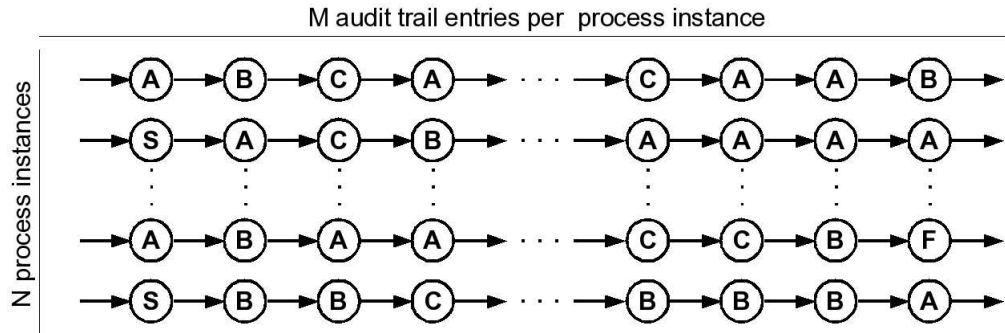 M audit trail entries per process instance
N process instances
A B C A . . . C A A B
S A C B . . . A A A A
A B A A . . . C C B F
S B B C . . . B B B A